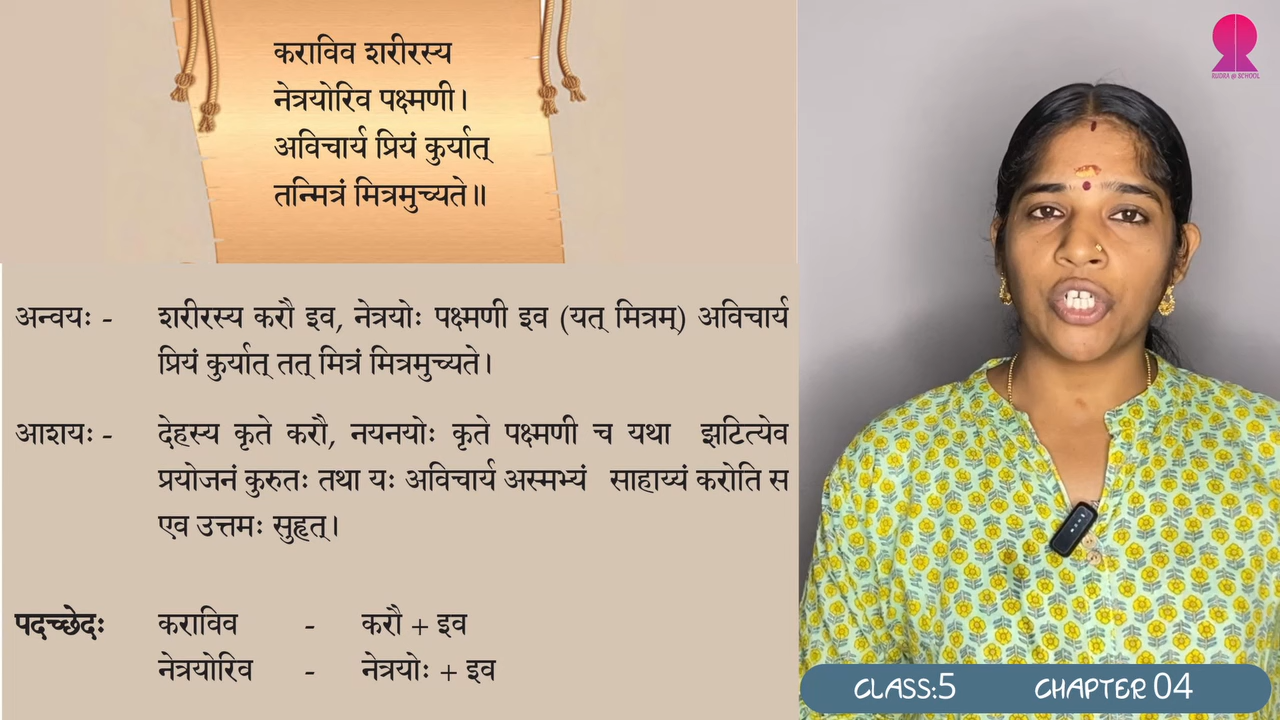 कराविव शरीरस्य
नेत्रयोरिव पक्ष्मणी।
अविचार्य प्रियं कुर्यात्
तन्मित्रं मित्रमुच्यते॥
अन्वयः - शरीरस्य करौ इव, नेत्रयोः पक्ष्मणी इव (यत् मित्रम्) अविचार्य
प्रियं कुर्यात् तत् मित्रं मित्रमुच्यते।
आशयः - देहस्य कृते करौ, नयनयोः कृते पक्ष्मणी च यथा झटित्येव
प्रयोजनं कुरुतः तथा यः अविचार्य अस्मभ्यं साहाय्यं करोति स
एव उत्तमः सुहृत्।
पदच्छेदः कराविव - करौ + इव
नेत्रयोरिव - नेत्रयोः + इव
RUDRA @ SCHOOL
CLASS:5 CHAPTER 04